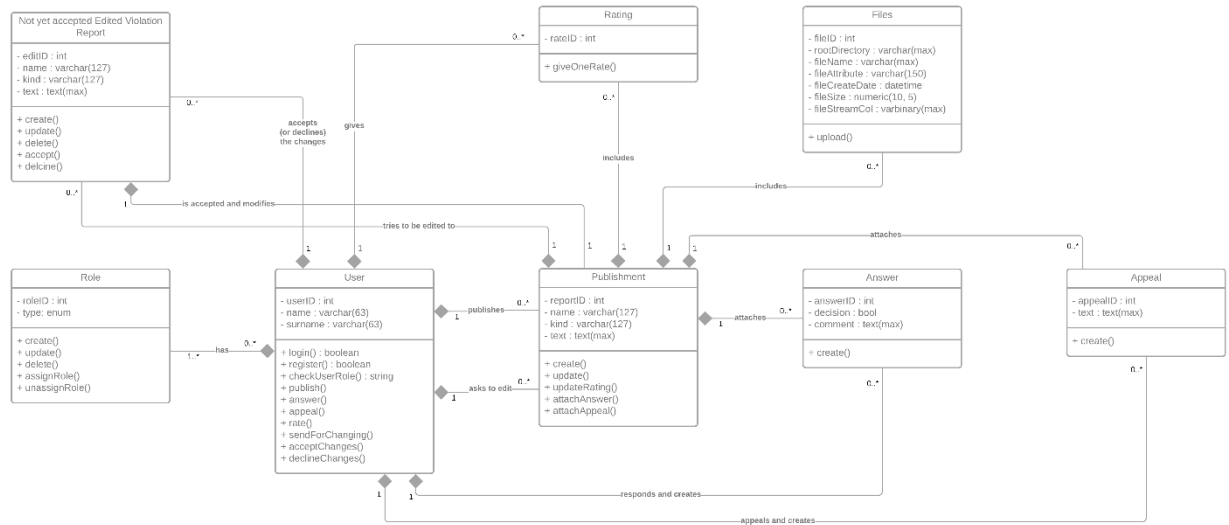 Not yet accepted Edited Violation
Report
- editID : int
- name : varchar(127)
- kind : varchar(127)
- text : text(max)
+ create()
+ update()
+ delete()
+ accept()
+ delcine()
Rating
- rateID : int
+ giveOneRate()
Files
- fileID : int
- rootDirectory : varchar(max)
- fileName : varchar(max)
- fileAttribute : varchar(150)
- fileCreateDate : datetime
- fileSize : numeric(10, 5)
- fileStreamCol : varbinary(max)
+ upload()
0..*
accepts
(or declines)
the changes
1
0..*
gives
1
0..*
includes
1
0..*
includes
1
1
is accepted and modifies
1
0..*
tries to be edited to
1
1
attaches
0..*
Role
- roleID : int
- type: enum
+ create()
+ update()
+ delete()
+ assignRole()
+ unassignRole()
1..*
has
0..*
User
- userID : int
- name : varchar(63)
- surname : varchar(63)
+ login() : boolean
+ register() : boolean
+ checkUserRole() : string
+ publish()
+ answer()
+ appeal()
+ rate()
+ sendForChanging()
+ acceptChanges()
+ declineChanges()
1
publishes
0..*
1
asks to edit
0..*
Publishment
- reportID : int
- name : varchar(127)
- kind : varchar(127)
- text : text(max)
+ create()
+ update()
+ updateRating()
+ attachAnswer()
+ attachAppeal()
1
attaches
0..*
Answer
- answerID : int
- decision : bool
- comment : text(max)
+ create()
Appeal
- appealID : int
- text : text(max)
+ create()
1
responds and creates
0..*
1
appeals and creates
0..*